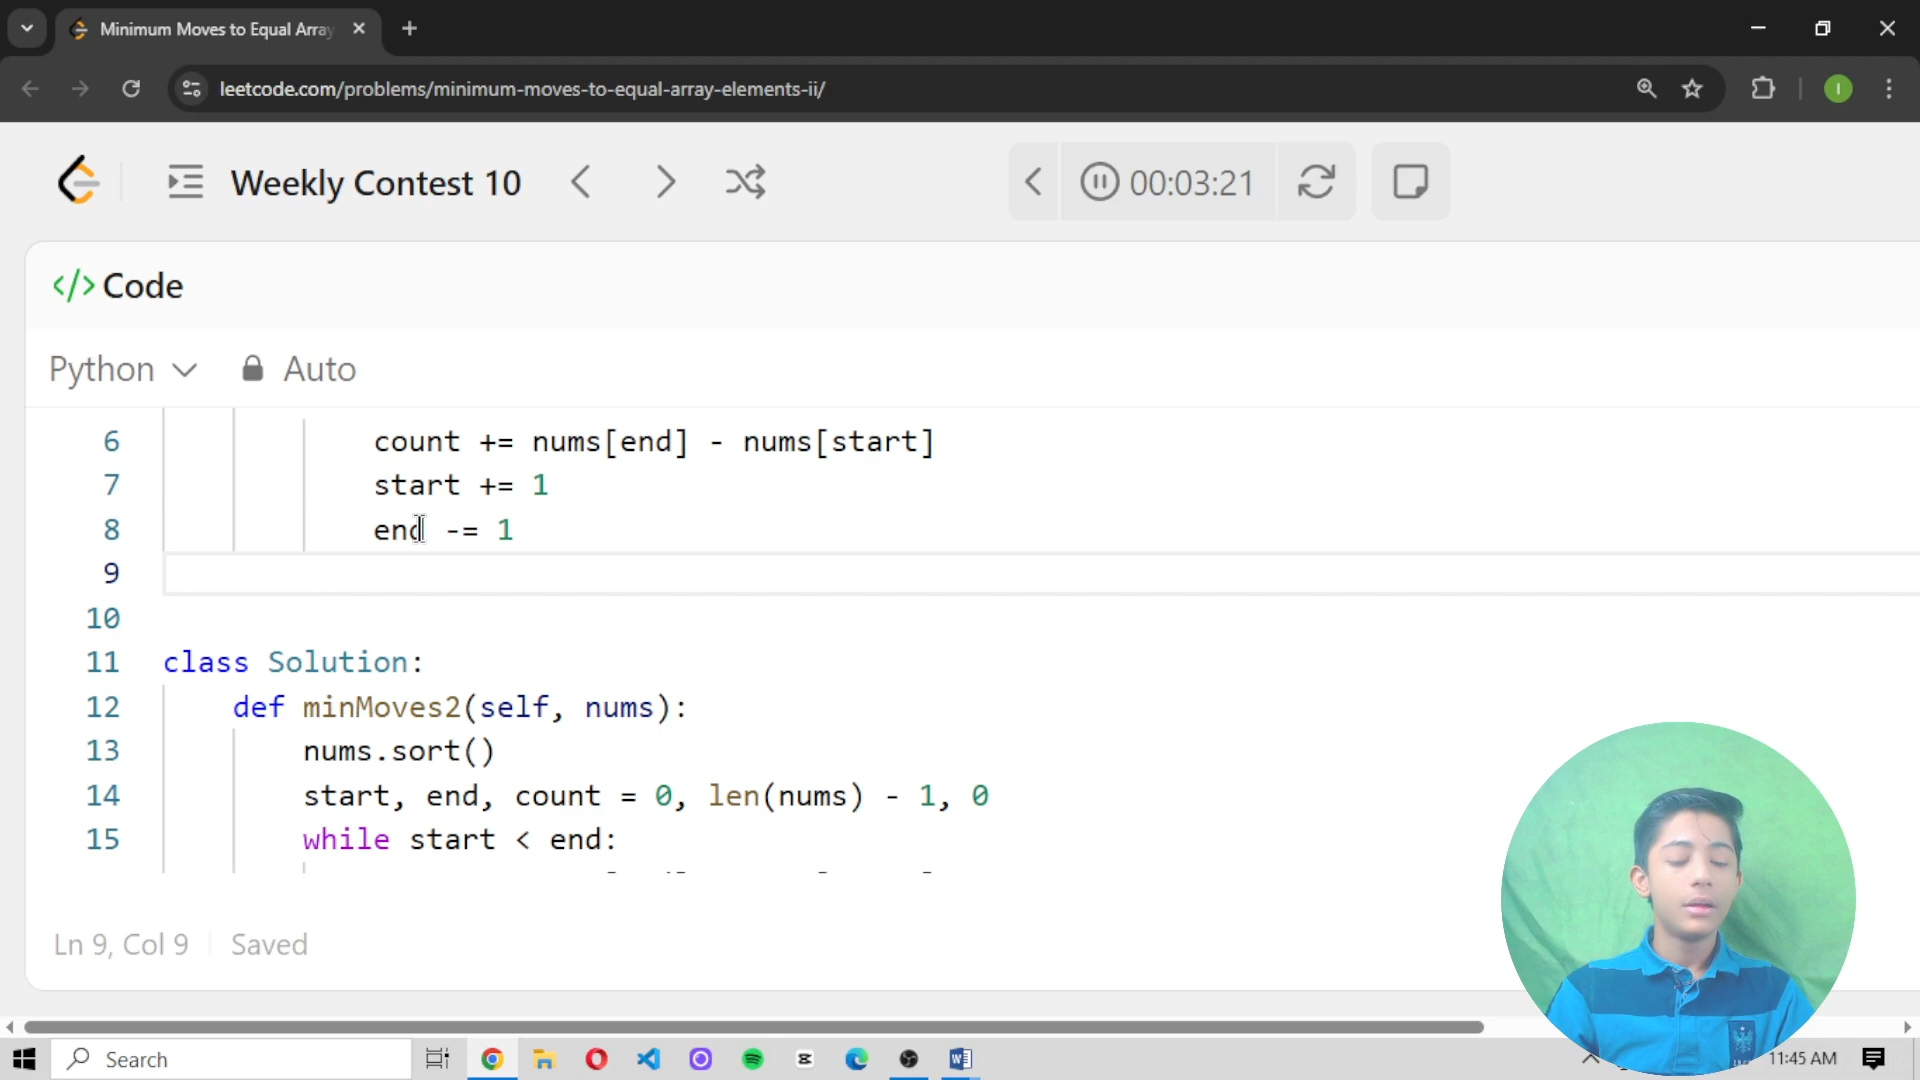 Minimum Moves to Equal Array
leetcode.com/problems/minimum-moves-to-equal-array-elements-ii/
I
Weekly Contest 10
00:03:21
</> Code
Python
Auto
6 count += nums[end] - nums[start]
7 start += 1
8 end -= 1
9
10
11 class Solution:
12 def minMoves2(self, nums):
13 nums.sort()
14 start, end, count = 0, len(nums) - 1, 0
15 while start < end:
Ln 9, Col 9
Saved
Search
11:45 AM